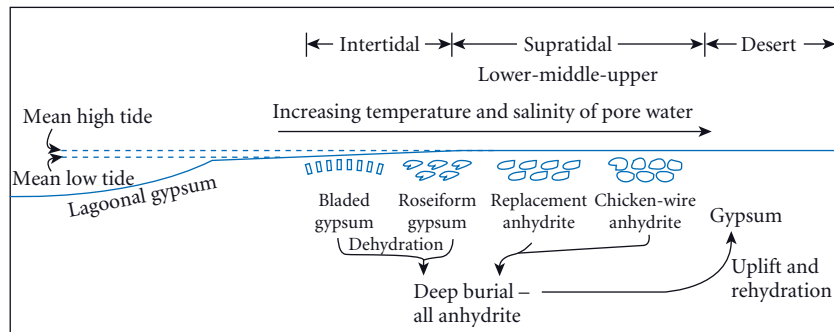 Intertidal
Supratidal
Desert
Lower-middle-upper
Increasing temperature and salinity of pore water
Mean high tide
Mean low tide
Lagoonal gypsum
Bladed
gypsum
Roseiform
gypsum
Replacement
anhydrite
Chicken-wire
anhydrite
Gypsum
Dehydration
Deep burial –
all anhydrite
Uplift and
rehydration